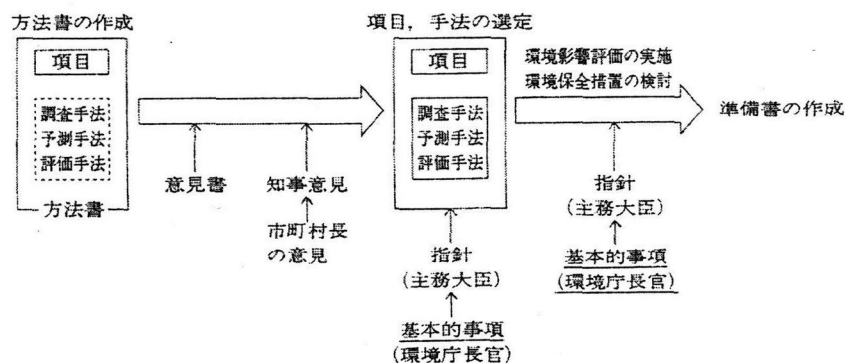 方法書の作成
項目
調査手法
予測手法
評価手法
方法書
意見書
知事意見
市町村長
の意見
項目，手法の選定
項目
調査手法
予測手法
評価手法
指針
(主務大臣)
基本的事項
(環境庁長官)
環境影響評価の実施
環境保全措置の検討
指針
(主務大臣)
基本的事項
(環境庁長官)
準備書の作成